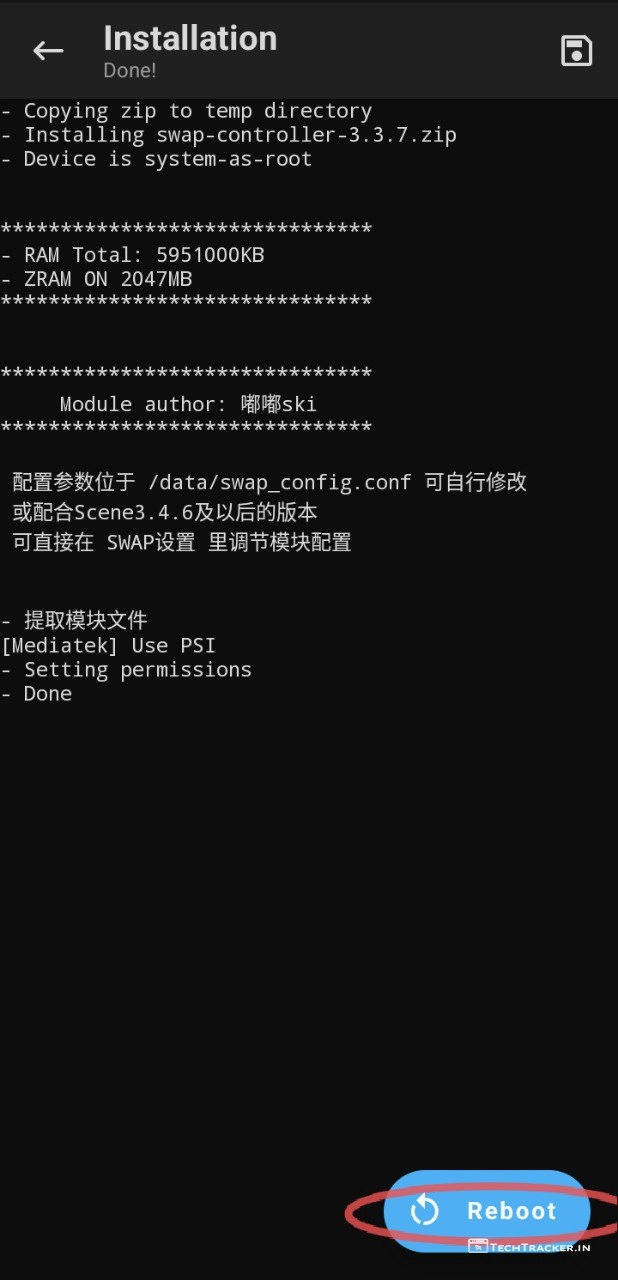 Installation
Done!
- Copying zip to temp directory
- Installing swap-controller-3.3.7.zip
- Device is system-as-root
*******************************
- RAM Total: 5951000KB
- ZRAM ON 2047MB
*******************************
*******************************
Module author: 嘟嘟ski
*******************************
配置参数位于 /data/swap_config.conf 可自行修改
或配合Scene3.4.6及以后的版本
可直接在 SWAP设置 里调节模块配置
- 提取模块文件
[Mediatek] Use PSI
- Setting permissions
- Done
Reboot
TECHTRACKER.IN